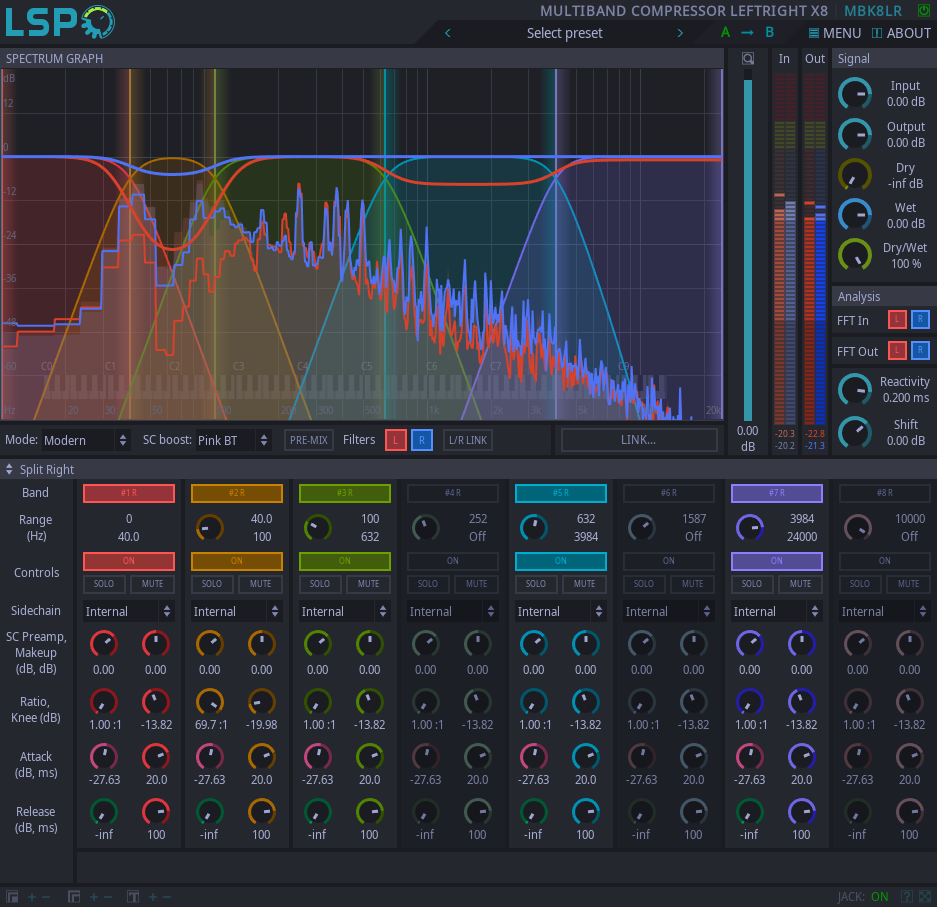 LSP
MULTIBAND COMPRESSOR LEFTRIGHT X8 MBK8LR
Select preset
A → B
MENU ABOUT
SPECTRUM GRAPH
In Out
Signal
dB
12
0
-12
-24
-36
-48
-60
C0 C1 C2 C3 C4 C5 C6 C7 C8 C9
Hz 20 30 50 100 200 300 500 1k 2k 3k 5k 10k 20k
0.00
dB
-20.3
-20.2
-22.8
-21.3
Input
0.00 dB
Output
0.00 dB
Dry
-inf dB
Wet
0.00 dB
Dry/Wet
100 %
Analysis
FFT In L R
FFT Out L R
Reactivity
0.200 ms
Shift
0.00 dB
Mode: Modern SC boost: Pink BT PRE-MIX Filters L R L/R LINK LINK...
Split Right
Band #1 R #2 R #3 R #4 R #5 R #6 R #7 R #8 R
Range 0 40.0 100 252 632 1587 3984 10000
(Hz) 40.0 100 632 Off 3984 Off 24000 Off
Controls
ON ON ON ON ON ON ON ON
SOLO MUTE SOLO MUTE SOLO MUTE SOLO MUTE SOLO MUTE SOLO MUTE SOLO MUTE SOLO MUTE
Sidechain Internal Internal Internal Internal Internal Internal Internal Internal
SC Preamp,
Makeup
(dB, dB) 0.00 0.00 0.00 0.00 0.00 0.00 0.00 0.00 0.00 0.00 0.00 0.00 0.00 0.00 0.00 0.00
Ratio,
Knee (dB) 1.00 :1 -13.82 69.7 :1 -19.98 1.00 :1 -13.82 1.00 :1 -13.82 1.00 :1 -13.82 1.00 :1 -13.82 1.00 :1 -13.82 1.00 :1 -13.82
Attack
(dB, ms) -27.63 20.0 -27.63 20.0 -27.63 20.0 -27.63 20.0 -27.63 20.0 -27.63 20.0 -27.63 20.0 -27.63 20.0
Release
(dB, ms) -inf 100 -inf 100 -inf 100 -inf 100 -inf 100 -inf 100 -inf 100 -inf 100
JACK: ON